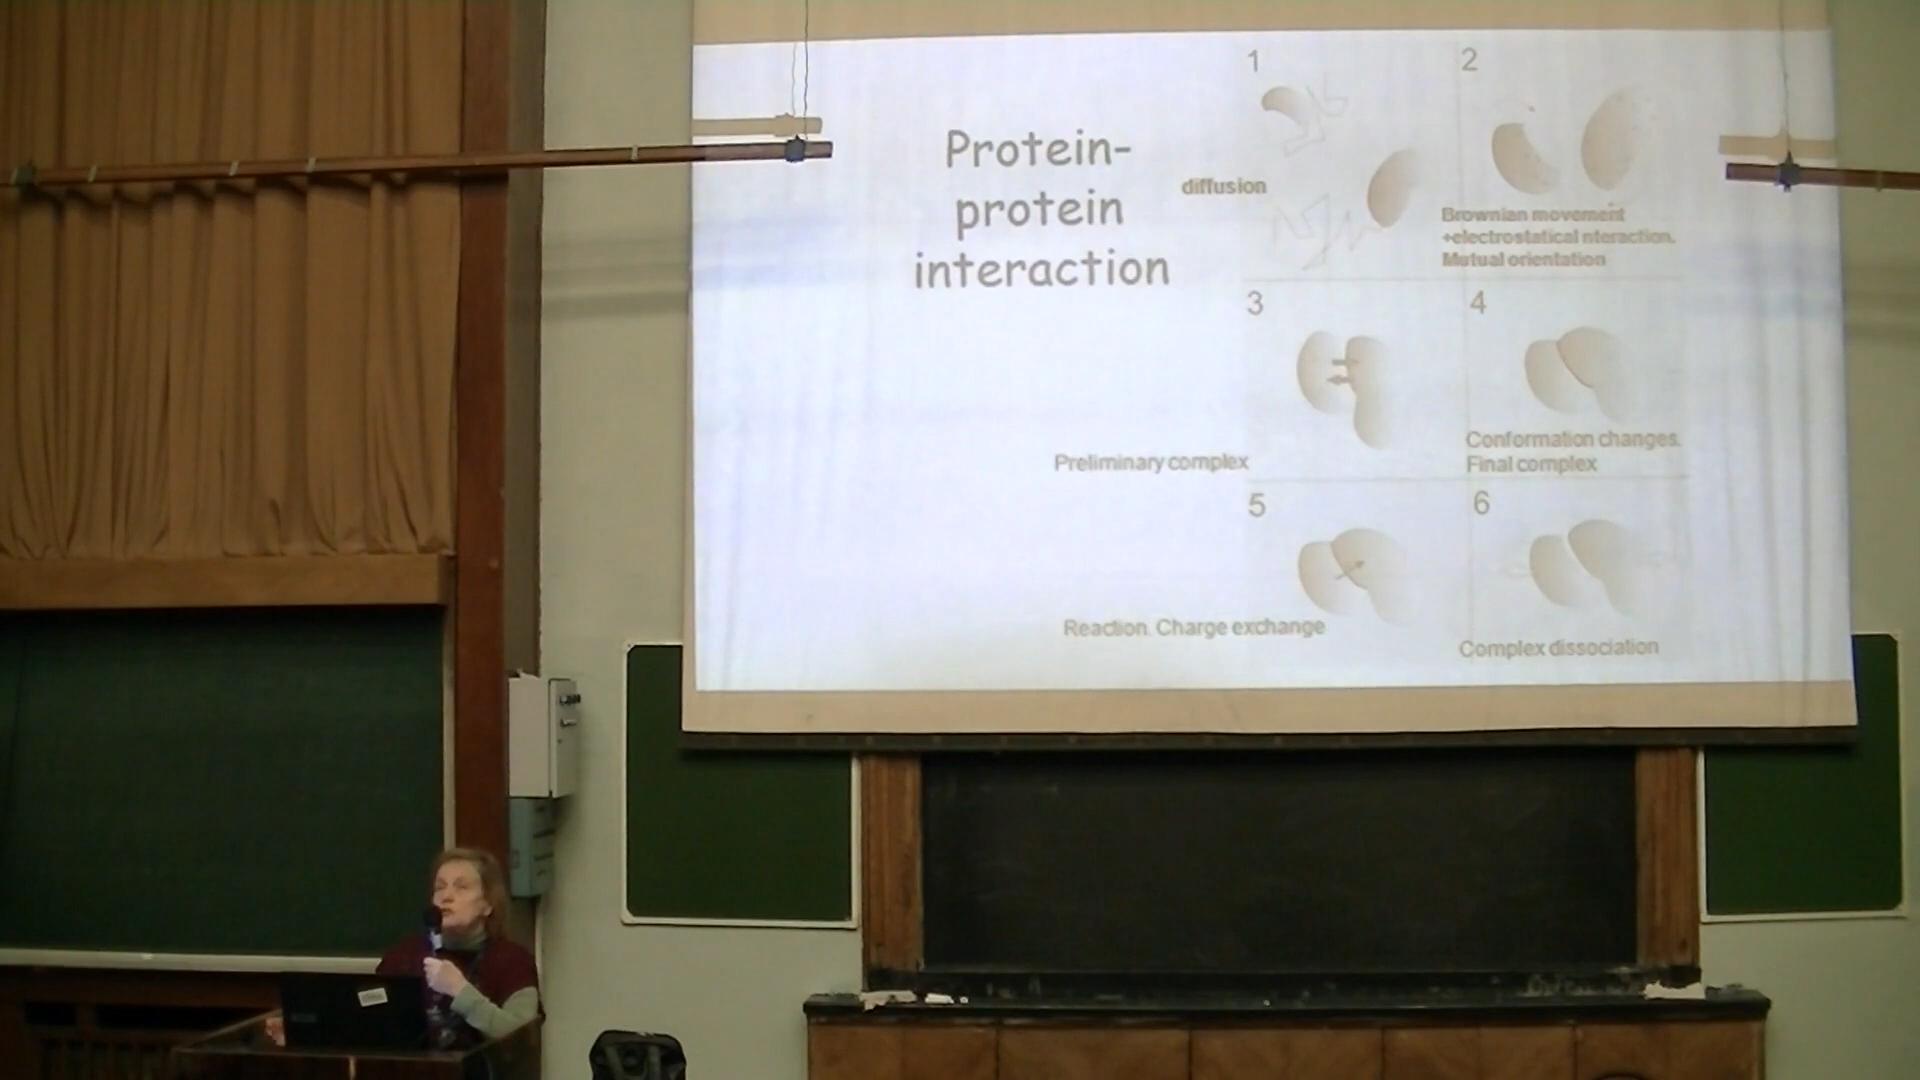 Protein-
protein
interaction
1
diffusion
2
Brownian movement
+electrostatical nteraction.
Mutual orientation
3
Preliminary complex
4
Conformation changes.
Final complex
5
Reaction. Charge exchange
6
Complex dissociation